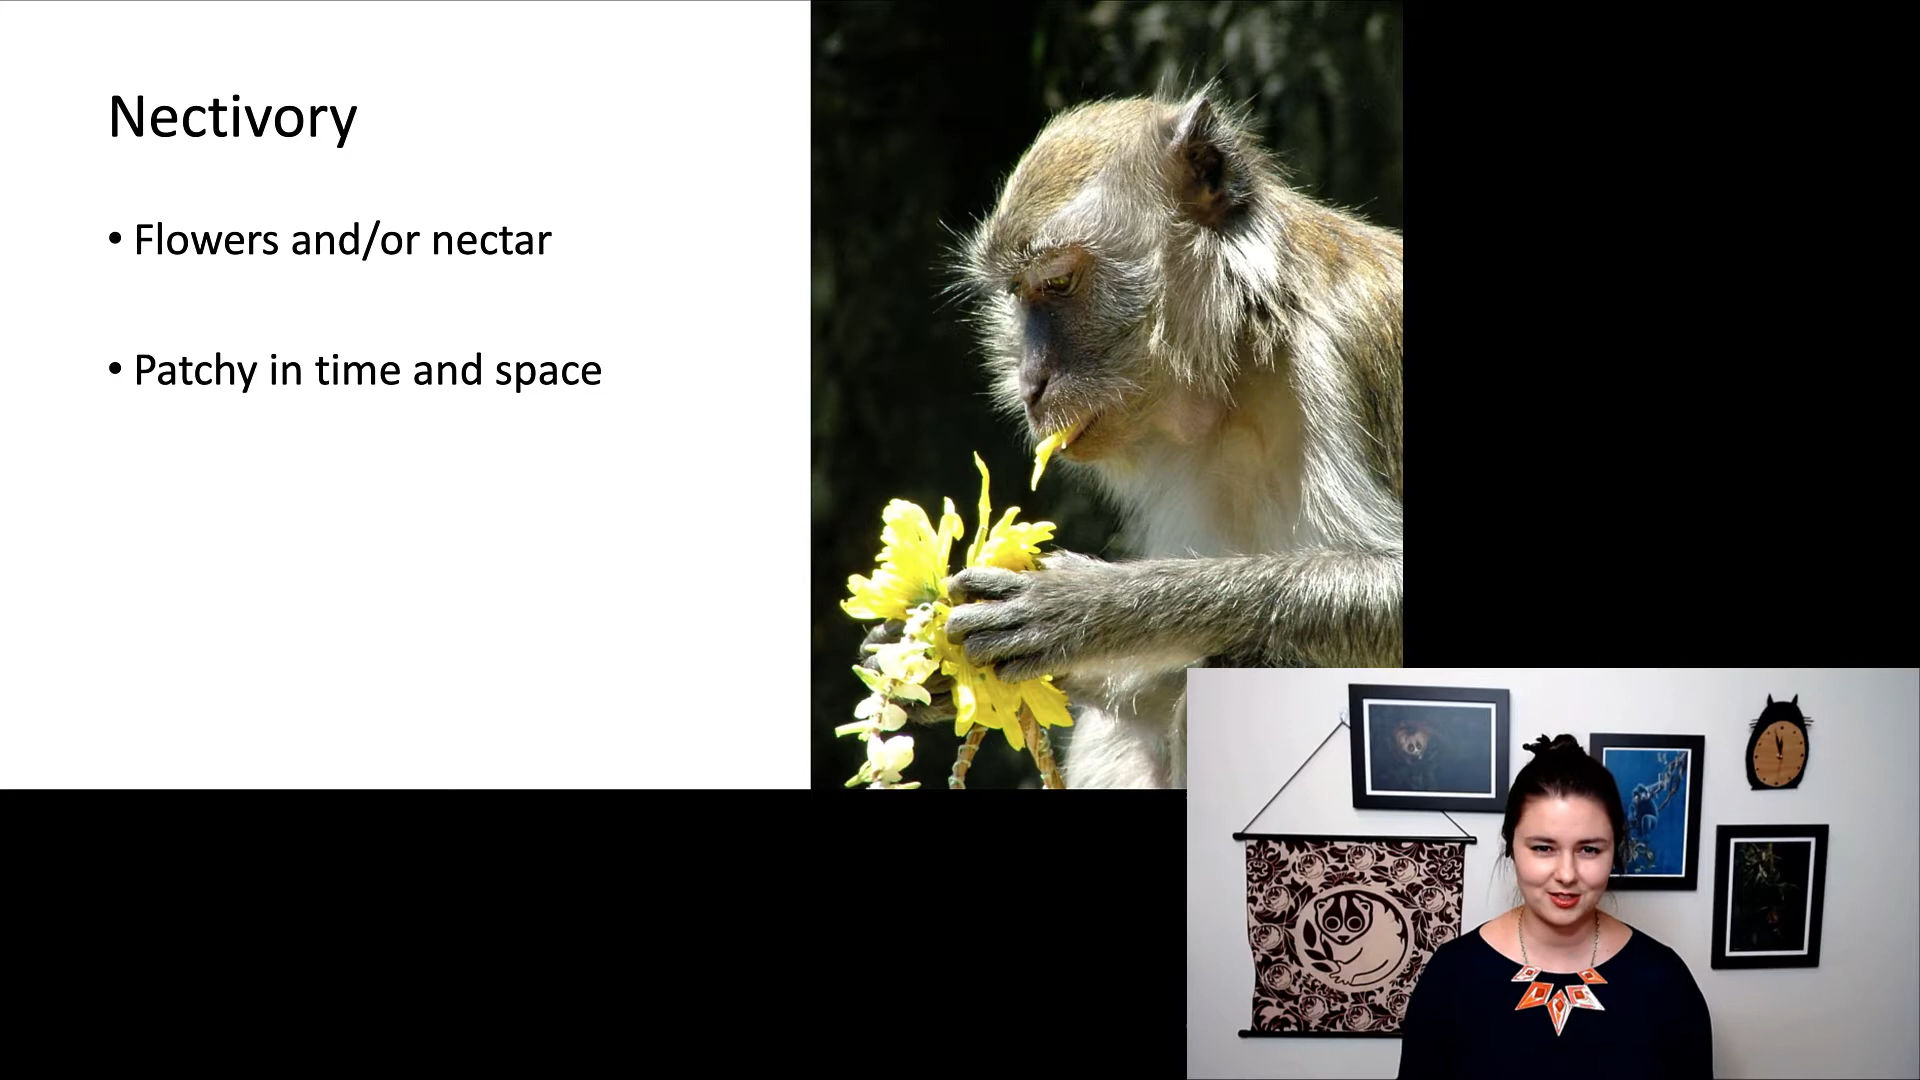 Nectivory
• Flowers and/or nectar
• Patchy in time and space